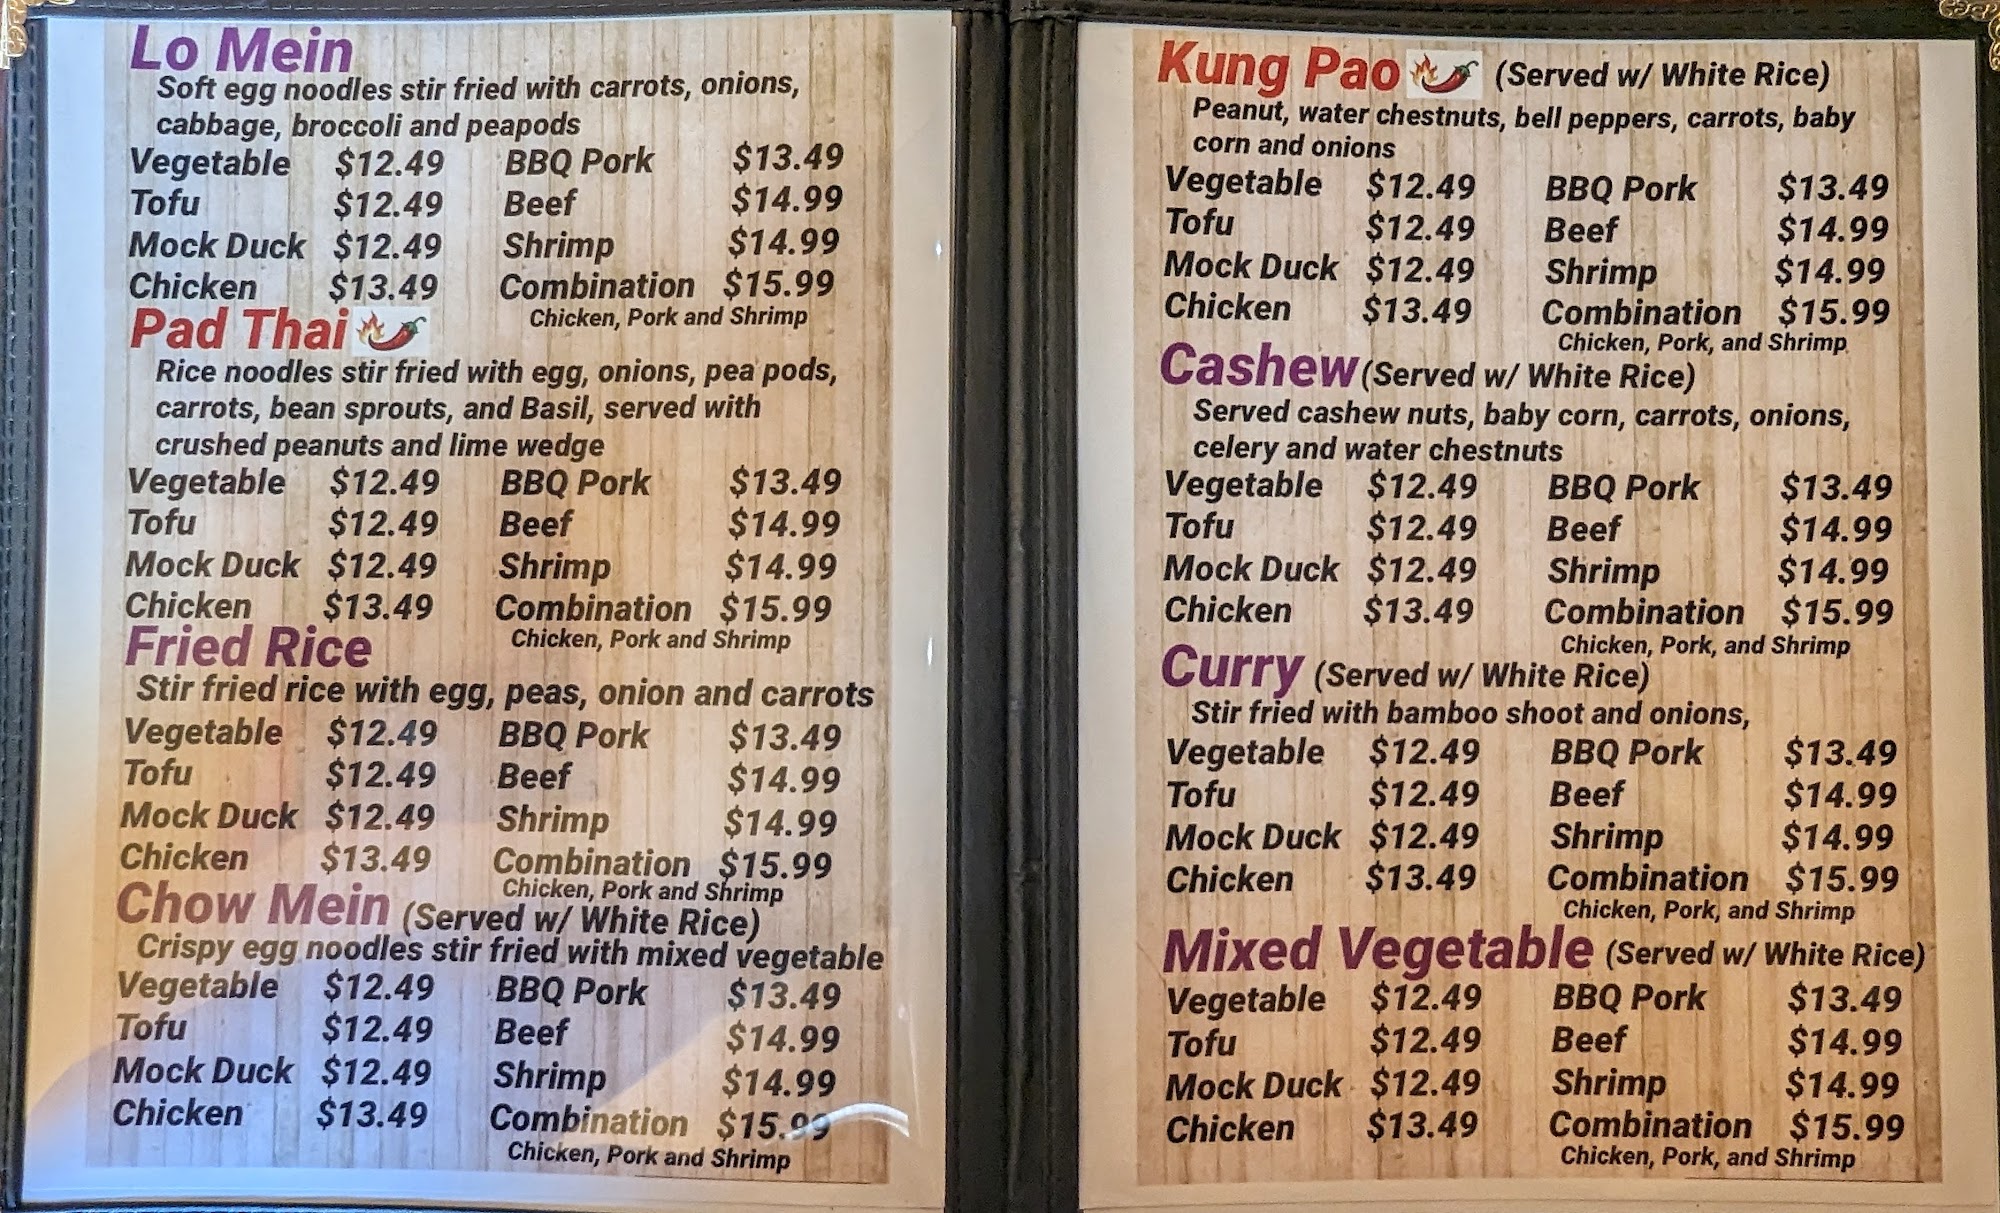 Lo Mein
Soft egg noodles stir fried with carrots, onions,
cabbage, broccoli and peapods
Vegetable $12.49 BBQ Pork $13.49
Tofu $12.49 Beef $14.99
Mock Duck $12.49 Shrimp $14.99
Chicken $13.49 Combination $15.99
Chicken, Pork and Shrimp
Pad Thai
Rice noodles stir fried with egg, onions, pea pods,
carrots, bean sprouts, and Basil, served with
crushed peanuts and lime wedge
Vegetable $12.49 BBQ Pork $13.49
Tofu $12.49 Beef $14.99
Mock Duck $12.49 Shrimp $14.99
Chicken $13.49 Combination $15.99
Chicken, Pork and Shrimp
Fried Rice
Stir fried rice with egg, peas, onion and carrots
Vegetable $12.49 BBQ Pork $13.49
Tofu $12.49 Beef $14.99
Mock Duck $12.49 Shrimp $14.99
Chicken $13.49 Combination $15.99
Chicken, Pork and Shrimp
Chow Mein (Served w/ White Rice)
Crispy egg noodles stir fried with mixed vegetable
Vegetable $12.49 BBQ Pork $13.49
Tofu $12.49 Beef $14.99
Mock Duck $12.49 Shrimp $14.99
Chicken $13.49 Combination $15.99
Chicken, Pork and Shrimp
Kung Pao (Served w/ White Rice)
Peanut, water chestnuts, bell peppers, carrots, baby
corn and onions
Vegetable $12.49 BBQ Pork $13.49
Tofu $12.49 Beef $14.99
Mock Duck $12.49 Shrimp $14.99
Chicken $13.49 Combination $15.99
Chicken, Pork, and Shrimp
Cashew (Served w/ White Rice)
Served cashew nuts, baby corn, carrots, onions,
celery and water chestnuts
Vegetable $12.49 BBQ Pork $13.49
Tofu $12.49 Beef $14.99
Mock Duck $12.49 Shrimp $14.99
Chicken $13.49 Combination $15.99
Chicken, Pork, and Shrimp
Curry (Served w/ White Rice)
Stir fried with bamboo shoot and onions,
Vegetable $12.49 BBQ Pork $13.49
Tofu $12.49 Beef $14.99
Mock Duck $12.49 Shrimp $14.99
Chicken $13.49 Combination $15.99
Chicken, Pork, and Shrimp
Mixed Vegetable (Served w/ White Rice)
Vegetable $12.49 BBQ Pork $13.49
Tofu $12.49 Beef $14.99
Mock Duck $12.49 Shrimp $14.99
Chicken $13.49 Combination $15.99
Chicken, Pork, and Shrimp